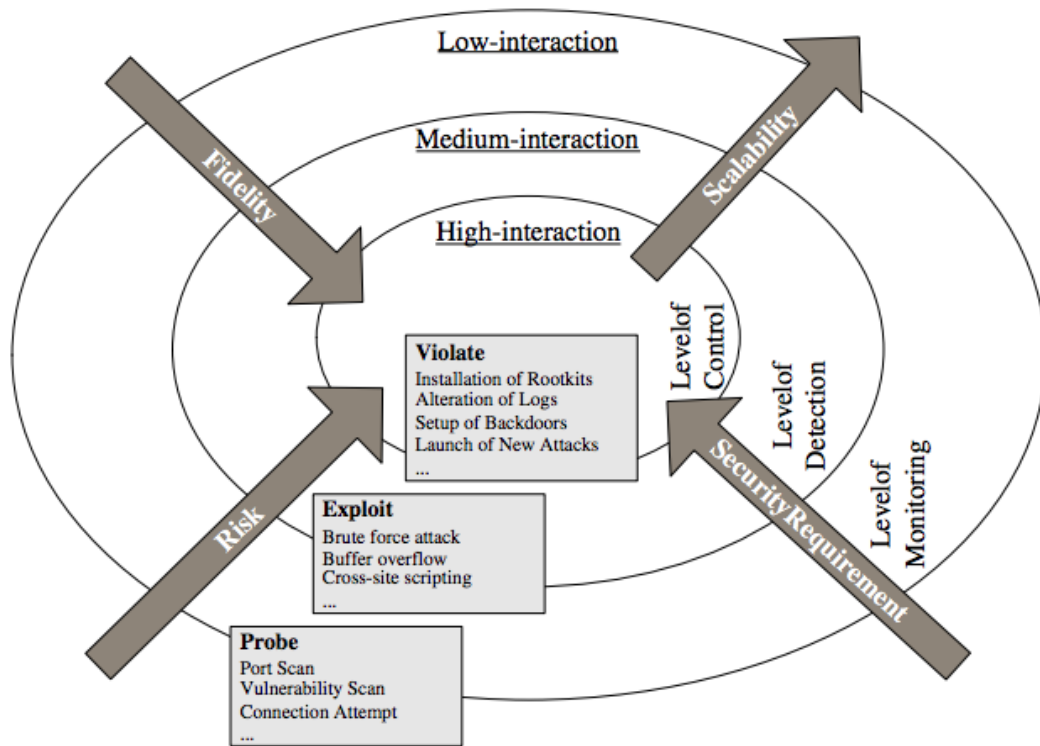 Low-interaction
Medium-interaction
High-interaction
Fidelity
Scalability
Risk
SecurityRequirement
Levelof
Control
Levelof
Detection
Levelof
Monitoring
Violate
Installation of Rootkits
Alteration of Logs
Setup of Backdoors
Launch of New Attacks
...
Exploit
Brute force attack
Buffer overflow
Cross-site scripting
...
Probe
Port Scan
Vulnerability Scan
Connection Attempt
...